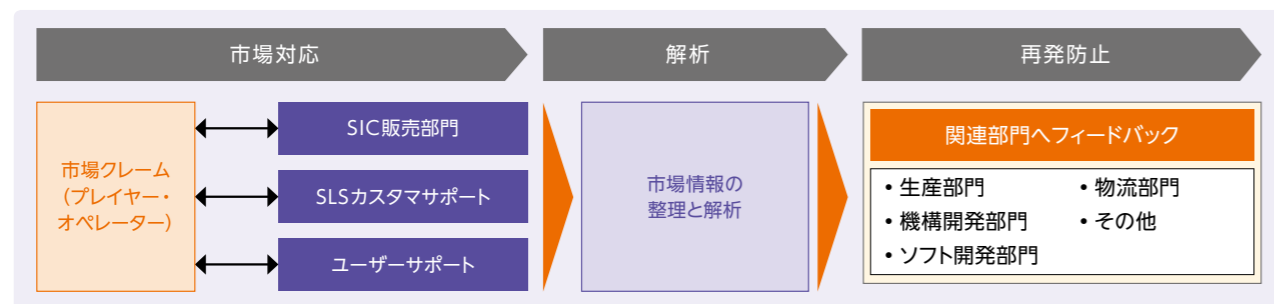 市場対応
解析
再発防止
市場クレーム
(プレイヤー・
オペレーター)
SIC販売部門
SLSカスタマサポート
ユーザーサポート
市場情報の
整理と解析
関連部門へフィードバック
• 生産部門
• 機構開発部門
• ソフト開発部門
• 物流部門
• その他